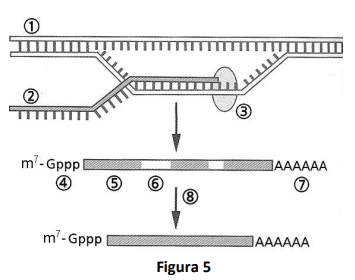 ①
②
③
m⁷-Gppp AAAAAA
④ ⑤ ⑥ ⑦
⑧
m⁷-Gppp AAAAAA
Figura 5